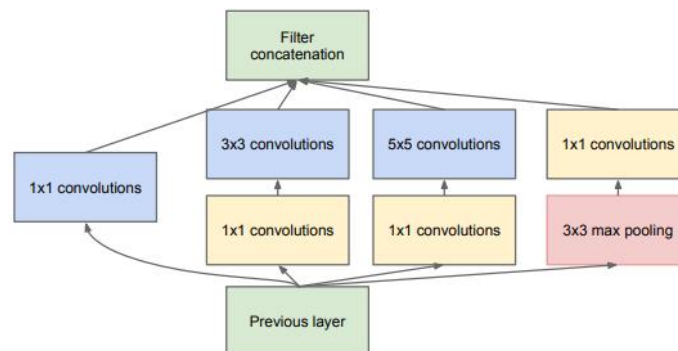 Filter
concatenation
3x3 convolutions
5x5 convolutions
1x1 convolutions
1x1 convolutions
1x1 convolutions
1x1 convolutions
3x3 max pooling
Previous layer